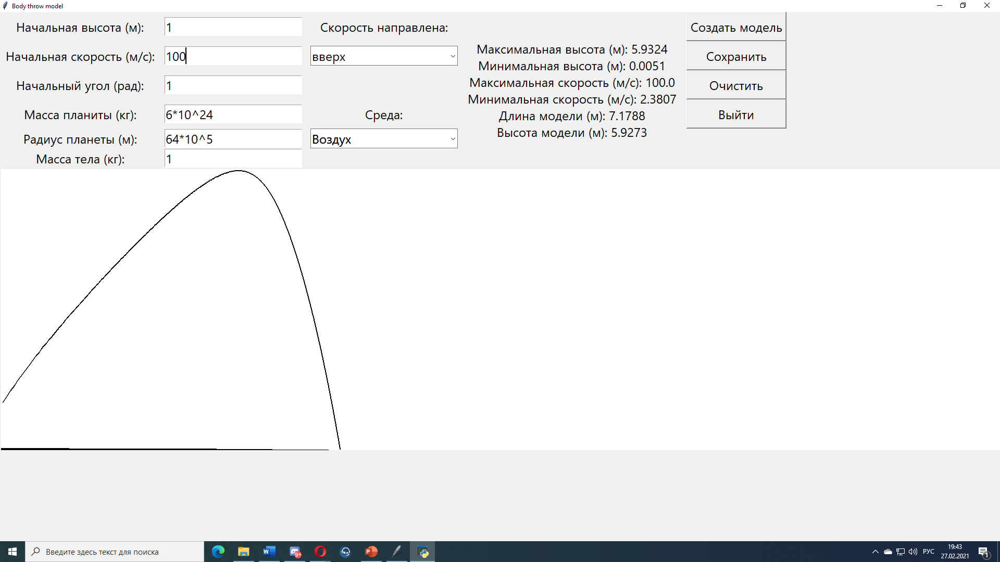 Body throw model
Начальная высота (м): 1 Скорость направлена: Создать модель
Начальная скорость (м/с): 100 вверх Сохранить
Начальный угол (рад): 1 Очистить
Масса планиты (кг): 6*10^24 Среда: Выйти
Радиус планеты (м): 64*10^5 Воздух
Масса тела (кг): 1
Максимальная высота (м): 5.9324
Минимальная высота (м): 0.0051
Максимальная скорость (м/с): 100.0
Минимальная скорость (м/с): 2.3807
Длина модели (м): 7.1788
Высота модели (м): 5.9273
Введите здесь текст для поиска
9+
РУС
19:43
27.02.2021
1